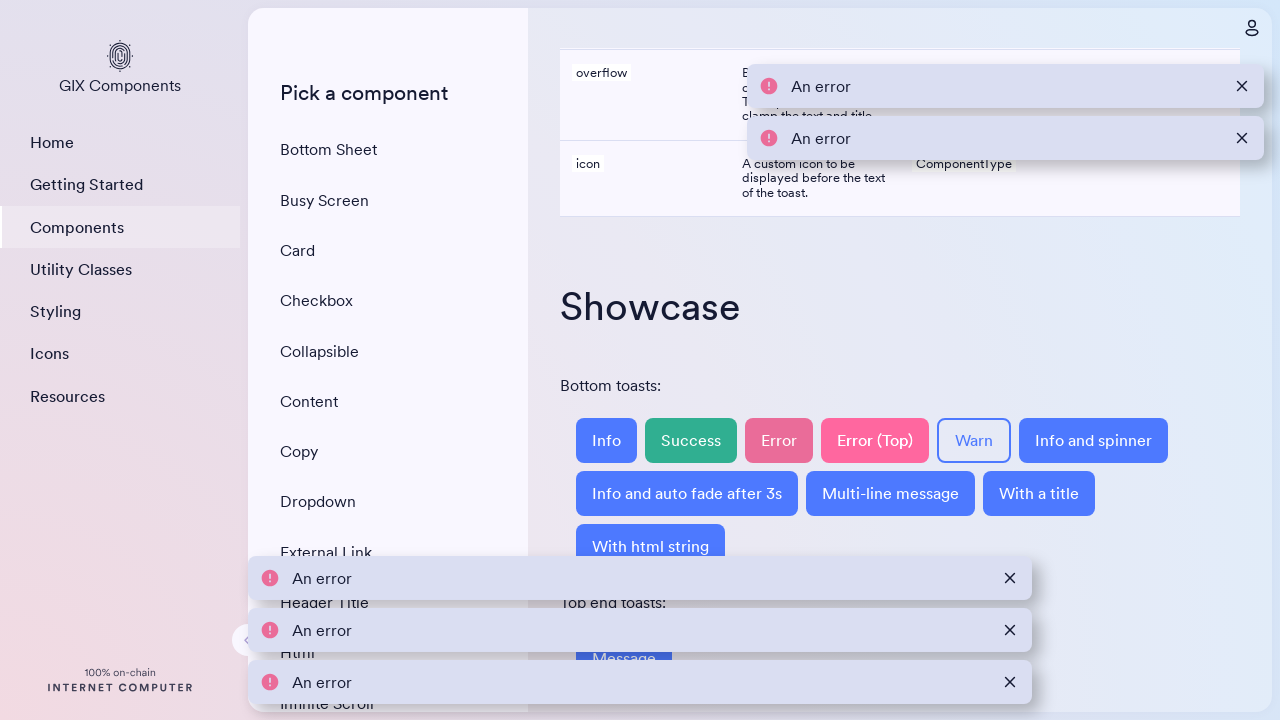 GIX Components
Home
Getting Started
Components
Utility Classes
Styling
Icons
Resources
100% on-chain
INTERNET COMPUTER
Pick a component
Bottom Sheet
Busy Screen
Card
Checkbox
Collapsible
Content
Copy
Dropdown
External Link
Header Title
Html
Infinite Scroll
overflow
clamp the text and title
icon
A custom icon to be
displayed before the text
of the toast.
ComponentType
An error
An error
Showcase
Bottom toasts:
Info
Success
Error
Error (Top)
Warn
Info and spinner
Info and auto fade after 3s
Multi-line message
With a title
With html string
Top end toasts:
Message
An error
An error
An error